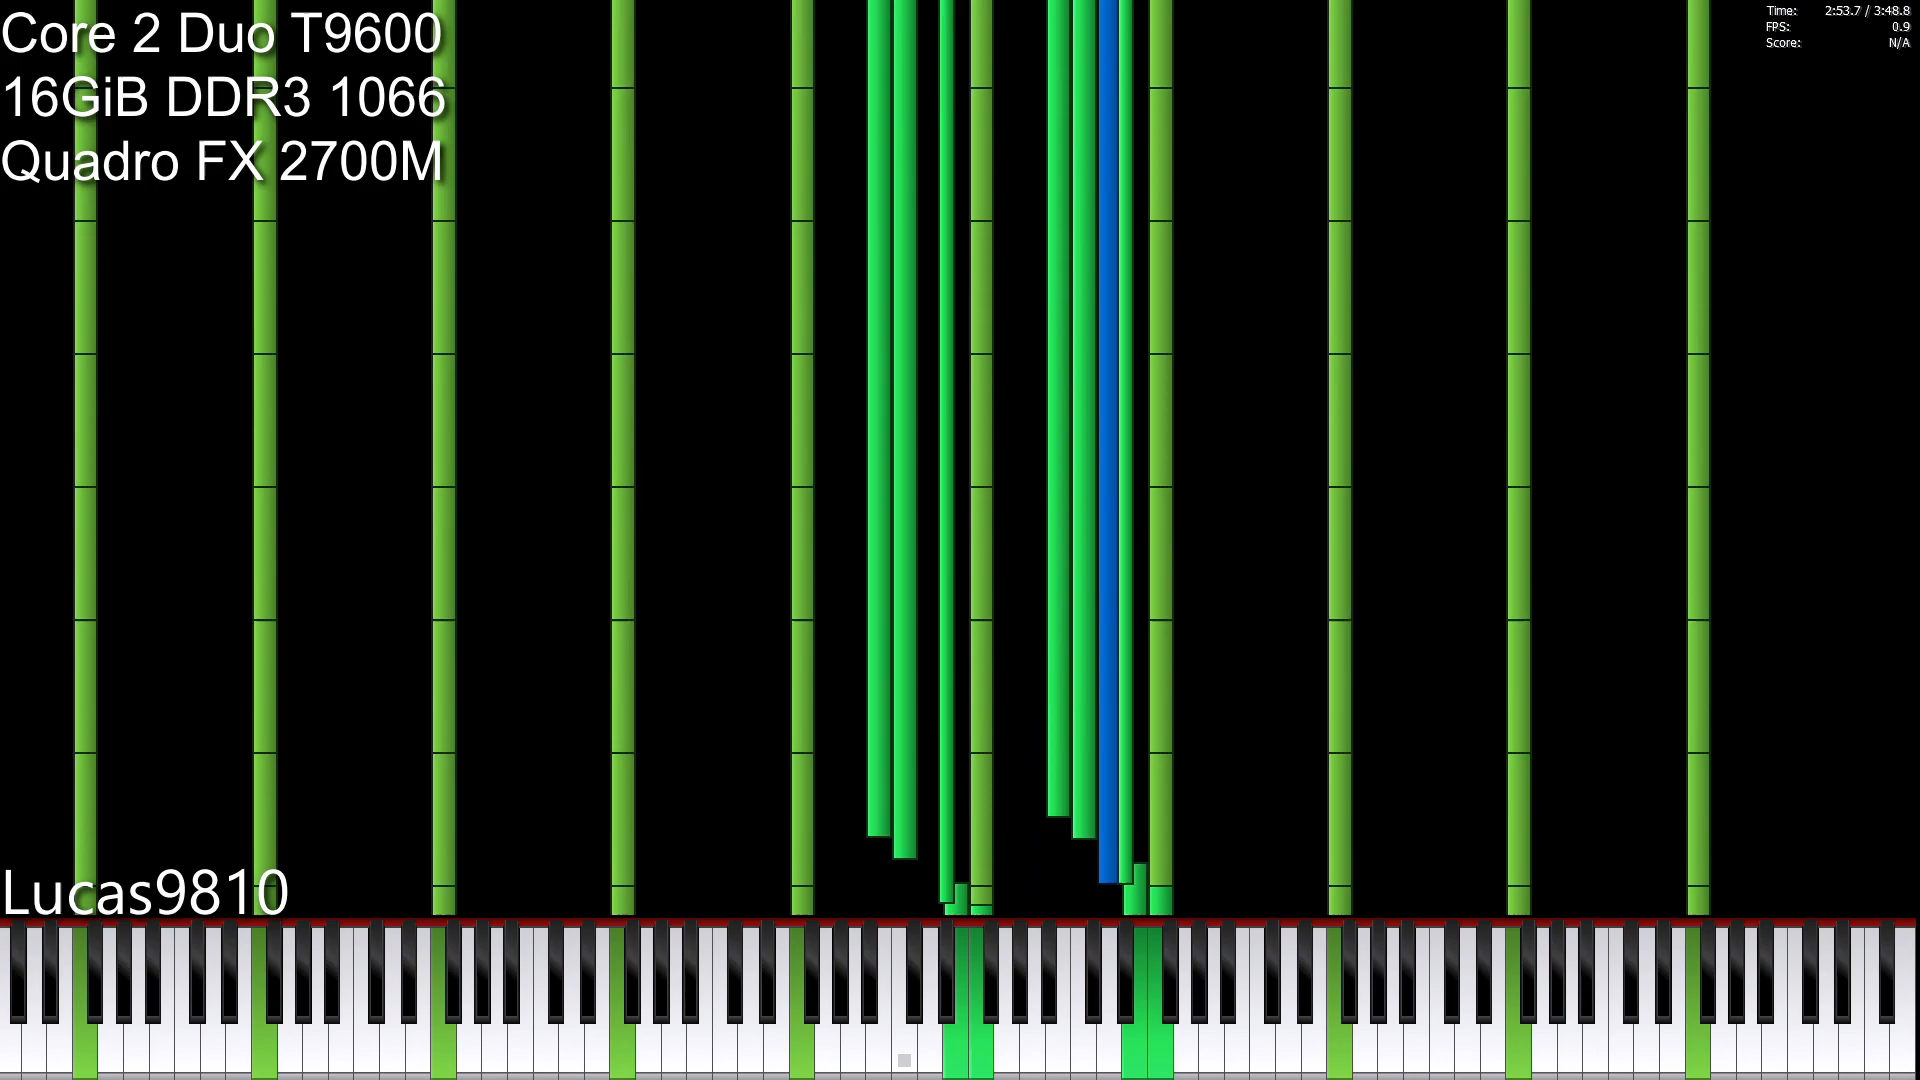 Core 2 Duo T9600
16GiB DDR3 1066
Quadro FX 2700M
Time: 2:53.7 / 3:48.8
FPS: 0.9
Score: N/A
Lucas9810